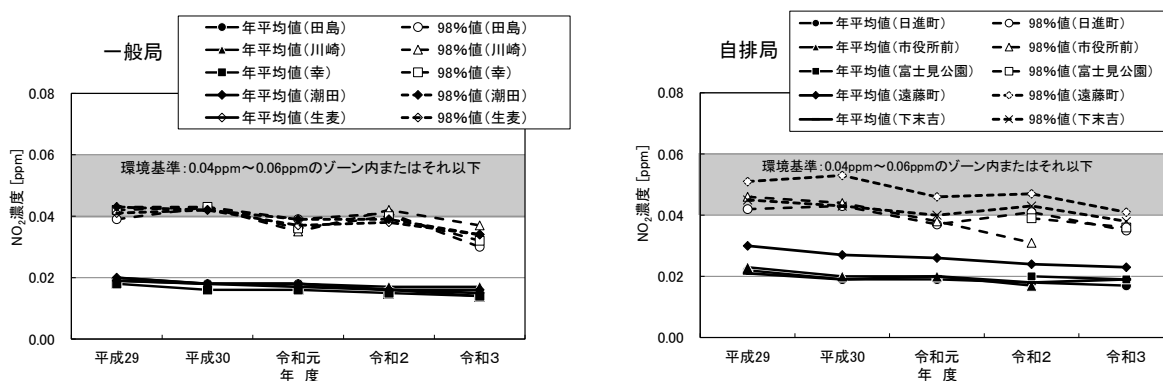 一般局
年平均値(田島) 98%値(田島)
年平均値(川崎) 98%値(川崎)
年平均値(幸) 98%値(幸)
年平均値(潮田) 98%値(潮田)
年平均値(生麦) 98%値(生麦)
0.08
0.06
0.04
0.02
0.00
NO₂濃度 [ppm]
環境基準:0.04ppm~0.06ppmのゾーン内またはそれ以下
平成29 平成30 令和元 令和2 令和3
年 度
自排局
年平均値(日進町) 98%値(日進町)
年平均値(市役所前) 98%値(市役所前)
年平均値(富士見公園) 98%値(富士見公園)
年平均値(遠藤町) 98%値(遠藤町)
年平均値(下末吉) 98%値(下末吉)
0.08
0.06
0.04
0.02
0.00
NO₂濃度 [ppm]
環境基準:0.04ppm~0.06ppmのゾーン内またはそれ以下
平成29 平成30 令和元 令和2 令和3
年 度